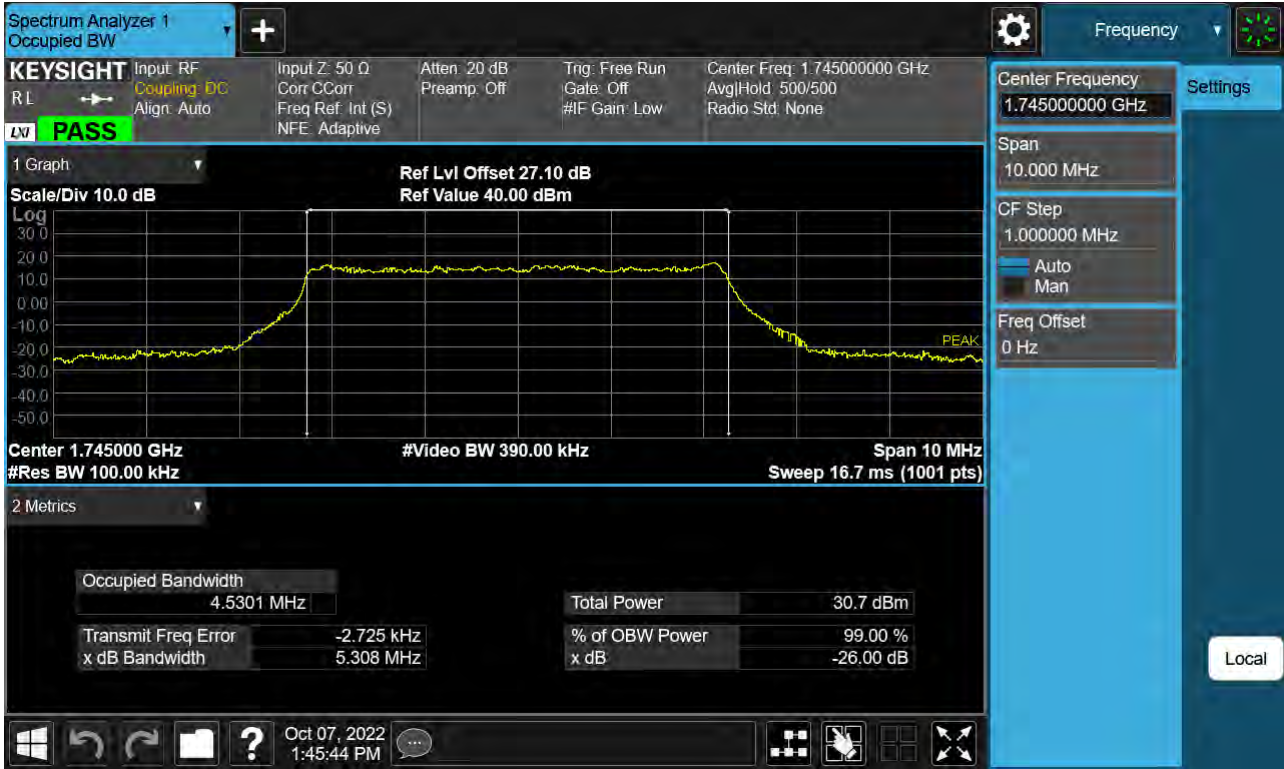 Spectrum Analyzer 1
Occupied BW
+
Frequency
KEYSIGHT
R L
LXI PASS
Input: RF
Coupling: DC
Align: Auto
Input Z: 50 Ω
Corr CCorr
Freq Ref: Int (S)
NFE: Adaptive
Atten: 20 dB
Preamp: Off
Trig: Free Run
Gate: Off
#IF Gain: Low
Center Freq: 1.745000000 GHz
Avg|Hold: 500/500
Radio Std: None
Center Frequency
1.745000000 GHz
Settings
Span
10.000 MHz
CF Step
1.000000 MHz
Auto
Man
Freq Offset
0 Hz
Local
1 Graph
Scale/Div 10.0 dB
Ref Lvl Offset 27.10 dB
Ref Value 40.00 dBm
Log
30.0
20.0
10.0
0.00
-10.0
-20.0
-30.0
-40.0
-50.0
PEAK
Center 1.745000 GHz
#Video BW 390.00 kHz
Span 10 MHz
#Res BW 100.00 kHz
Sweep 16.7 ms (1001 pts)
2 Metrics
Occupied Bandwidth
4.5301 MHz
Total Power 30.7 dBm
Transmit Freq Error -2.725 kHz
% of OBW Power 99.00 %
x dB Bandwidth 5.308 MHz
x dB -26.00 dB
?
Oct 07, 2022
1:45:44 PM